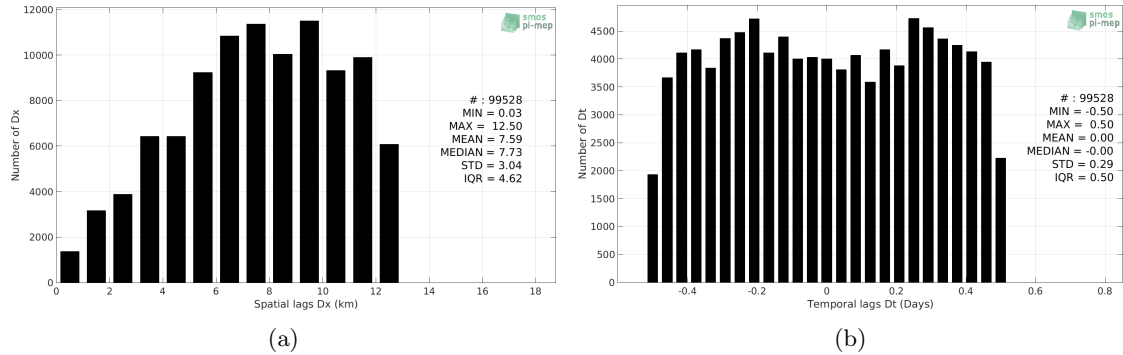 12000
10000
8000
6000
4000
2000
0
Number of Dx
0 2 4 6 8 10 12 14 16 18
Spatial lags Dx (km)
smos
pi-mep
# : 99528
MIN = 0.03
MAX = 12.50
MEAN = 7.59
MEDIAN = 7.73
STD = 3.04
IQR = 4.62
(a)
4500
4000
3500
3000
2500
2000
1500
1000
500
0
Number of Dt
-0.4 -0.2 0 0.2 0.4 0.6 0.8
Temporal lags Dt (Days)
smos
pi-mep
# : 99528
MIN = -0.50
MAX = 0.50
MEAN = 0.00
MEDIAN = -0.00
STD = 0.29
IQR = 0.50
(b)